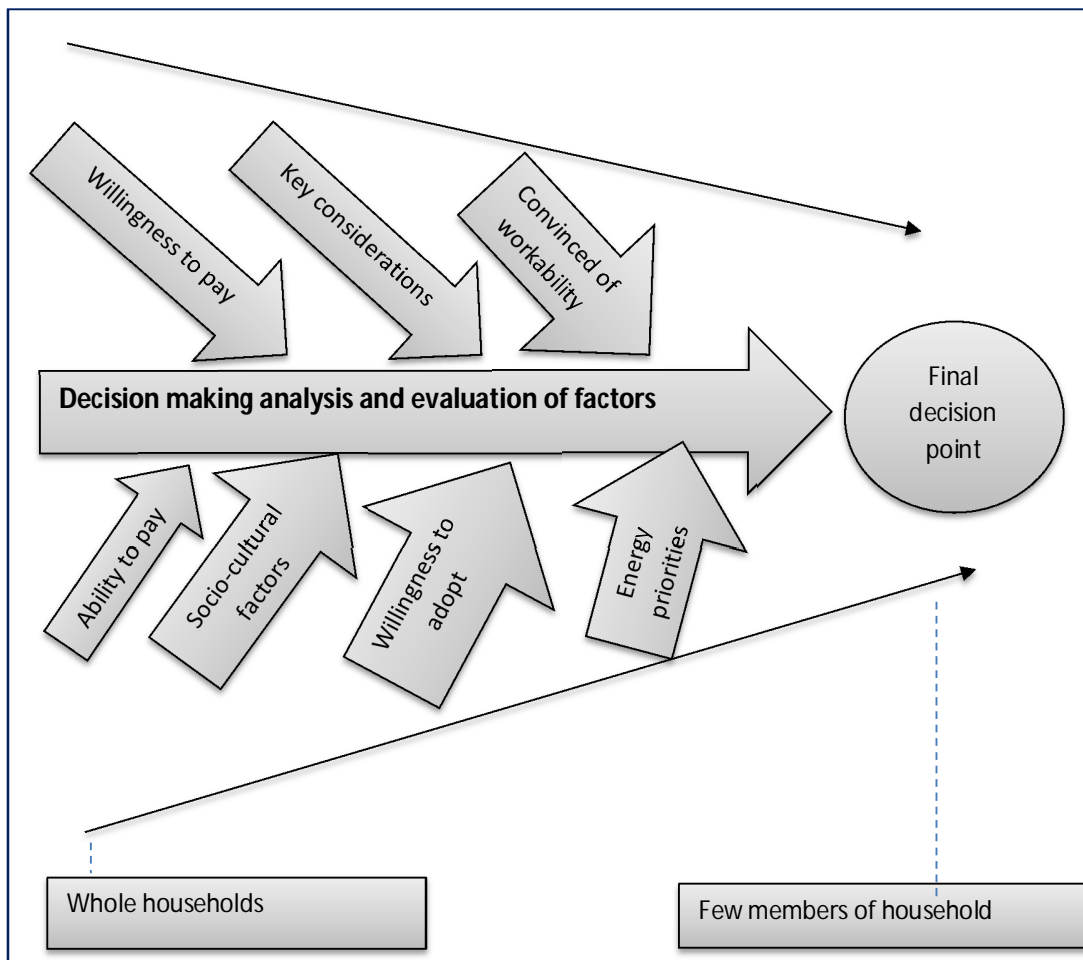 Willingness to pay
Key considerations
Convinced of
workability
Decision making analysis and evaluation of factors
Final
decision
point
Ability to pay
Socio-cultural
factors
Willingness to
adopt
Energy
priorities
Whole households
Few members of household